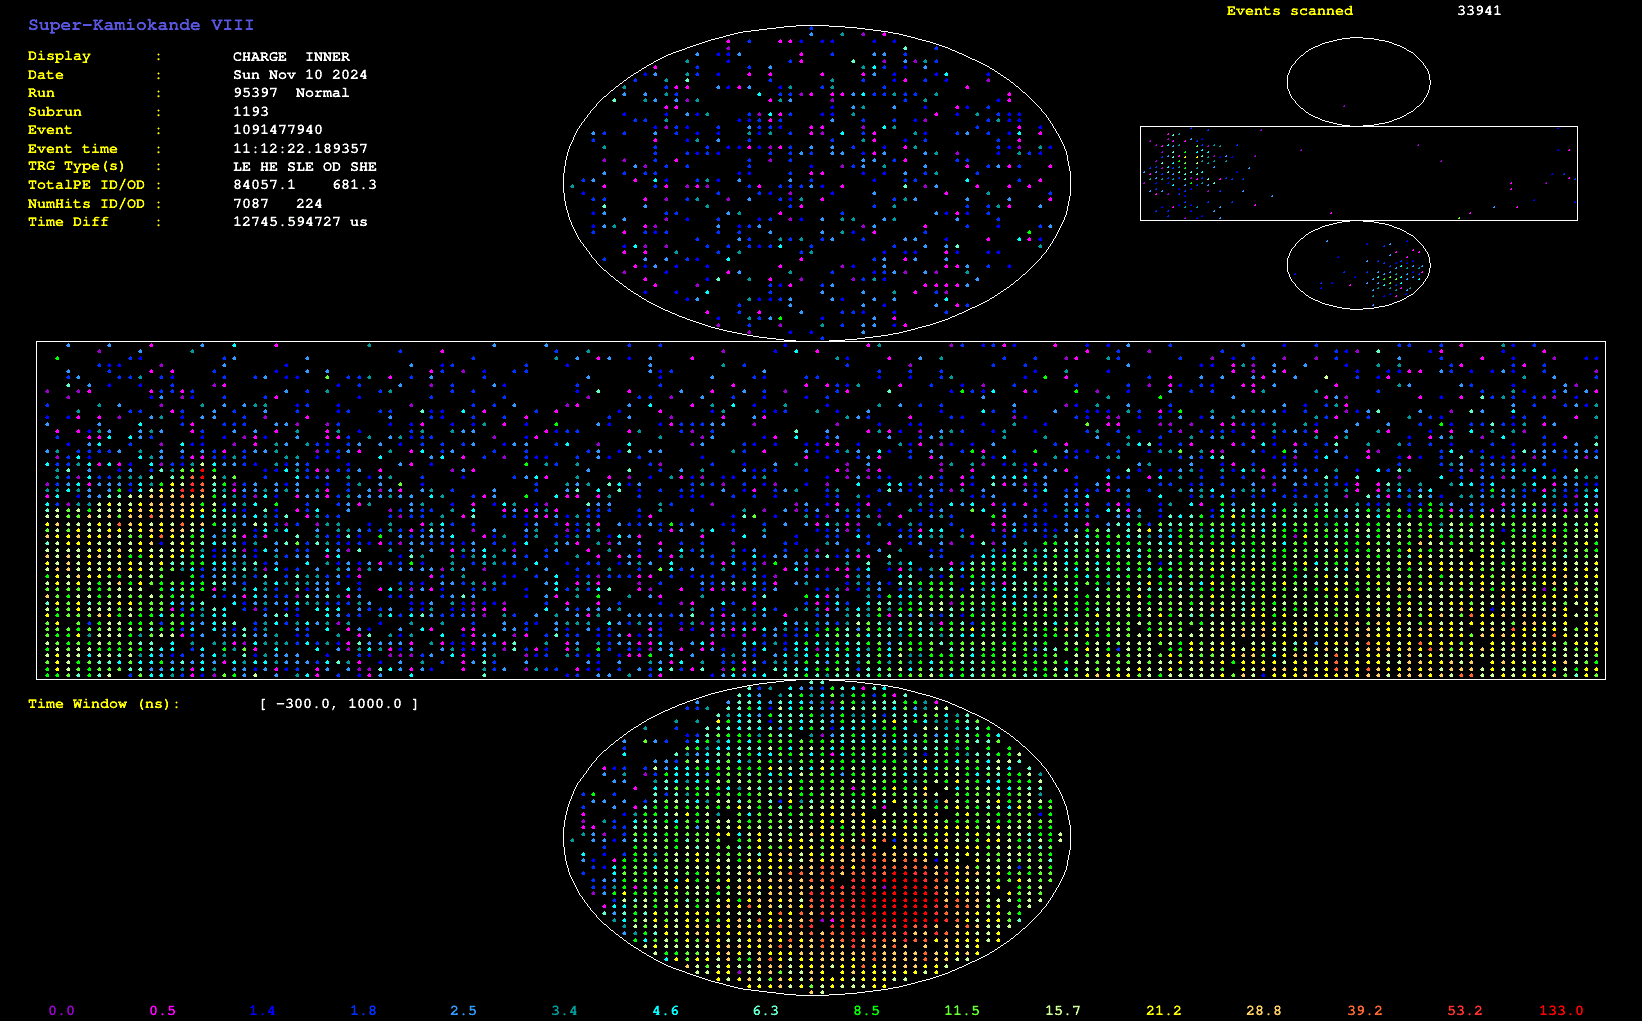 Super-Kamiokande VIII
Events scanned 33941
Display : CHARGE INNER
Date : Sun Nov 10 2024
Run : 95397 Normal
Subrun : 1193
Event : 1091477940
Event time : 11:12:22.189357
TRG Type(s) : LE HE SLE OD SHE
TotalPE ID/OD : 84057.1 681.3
NumHits ID/OD : 7087 224
Time Diff : 12745.594727 us
Time Window (ns): [ -300.0, 1000.0 ]
0.0 0.5 1.4 1.8 2.5 3.4 4.6 6.3 8.5 11.5 15.7 21.2 28.8 39.2 53.2 133.0